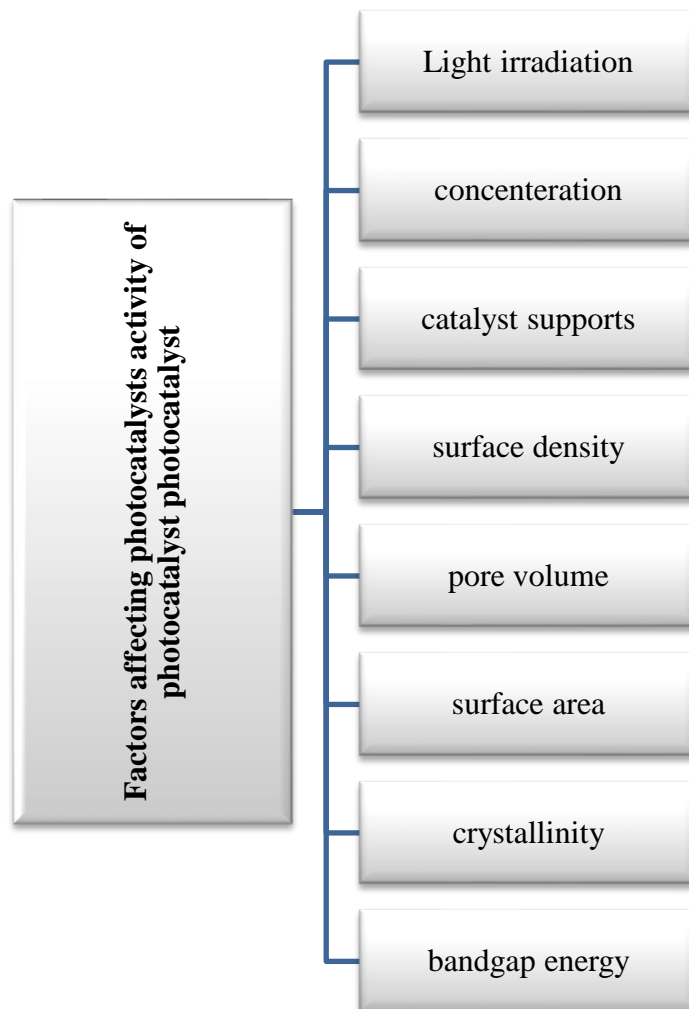 Factors affecting photocatalysts activity of
photocatalyst photocatalyst
Light irradiation
concenteration
catalyst supports
surface density
pore volume
surface area
crystallinity
bandgap energy